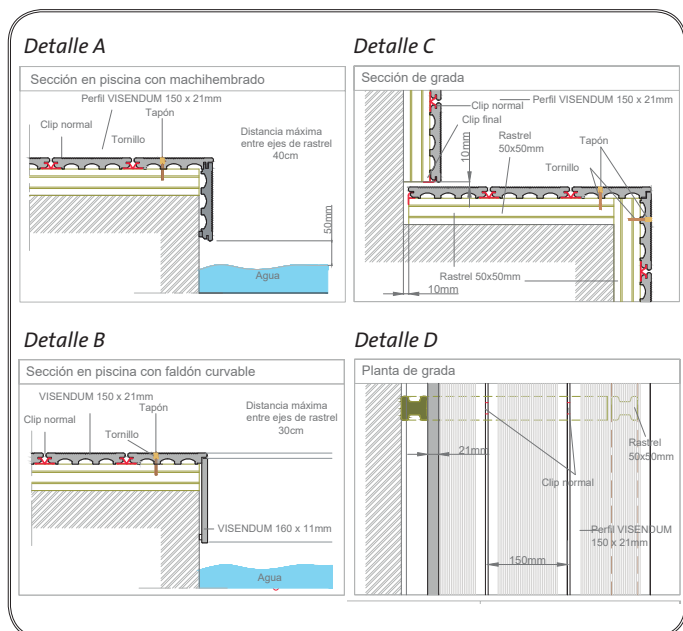 Detalle A
Sección en piscina con machihembrado
Perfil VISENDUM 150 x 21mm
Tapón
Clip normal
Tornillo
Distancia máxima
entre ejes de rastrel
40cm
50mm
Agua
Detalle C
Sección de grada
Perfil VISENDUM 150 x 21mm
Clip normal
Clip final
Rastrel
50x50mm
Tapón
Tornillo
10mm
Rastrel 50x50mm
10mm
Detalle B
Sección en piscina con faldón curvable
VISENDUM 150 x 21mm
Clip normal
Tapón
Tornillo
Distancia máxima
entre ejes de rastrel
30cm
VISENDUM 160 x 11mm
Agua
Detalle D
Planta de grada
21mm
Rastrel
50x50mm
Clip normal
Perfil VISENDUM
150 x 21mm
150mm